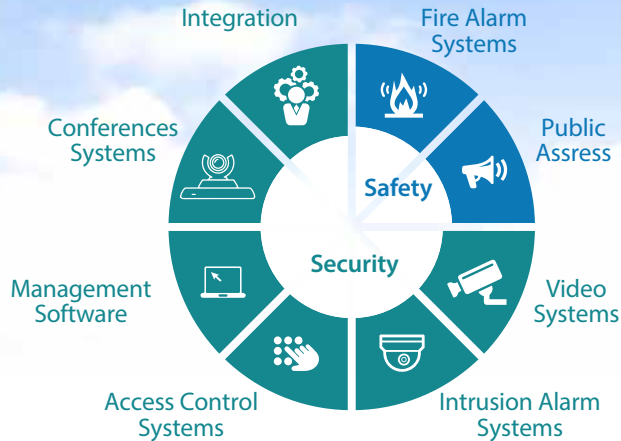 Integration
Fire Alarm
Systems
Conferences
Systems
Public
Assress
Safety
Security
Management
Software
Video
Systems
Access Control
Systems
Intrusion Alarm
Systems